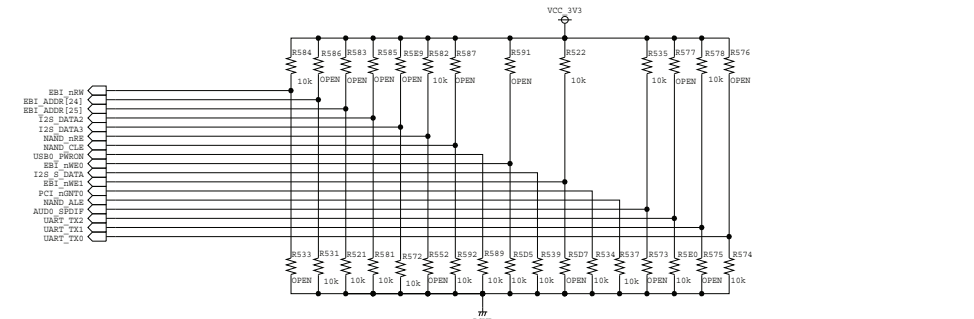 VCC_3V3
R584 R586 R583 R585 R5E9 R582 R587 R591 R522 R535 R577 R578 R576
10k OPEN OPEN OPEN OPEN 10k OPEN OPEN 10k 10k OPEN 10k OPEN
EBI_nRW
EBI_ADDR[24]
EBI_ADDR[25]
I2S_DATA2
I2S_DATA3
NAND_nRE
NAND_CLE
USB0_PWRON
EBI_nWE0
I2S_S_DATA
EBI_nWE1
PCI_nGNT0
NAND_ALE
AUD0_SPDIF
UART_TX2
UART_TX1
UART_TX0
R533 R531 R521 R581 R572 R552 R592 R589 R5D5 R539 R5D7 R534 R537 R573 R5E0 R575 R574
OPEN 10k 10k 10k 10k OPEN 10k 10k 10k 10k OPEN 10k 10k OPEN 10k OPEN 10k